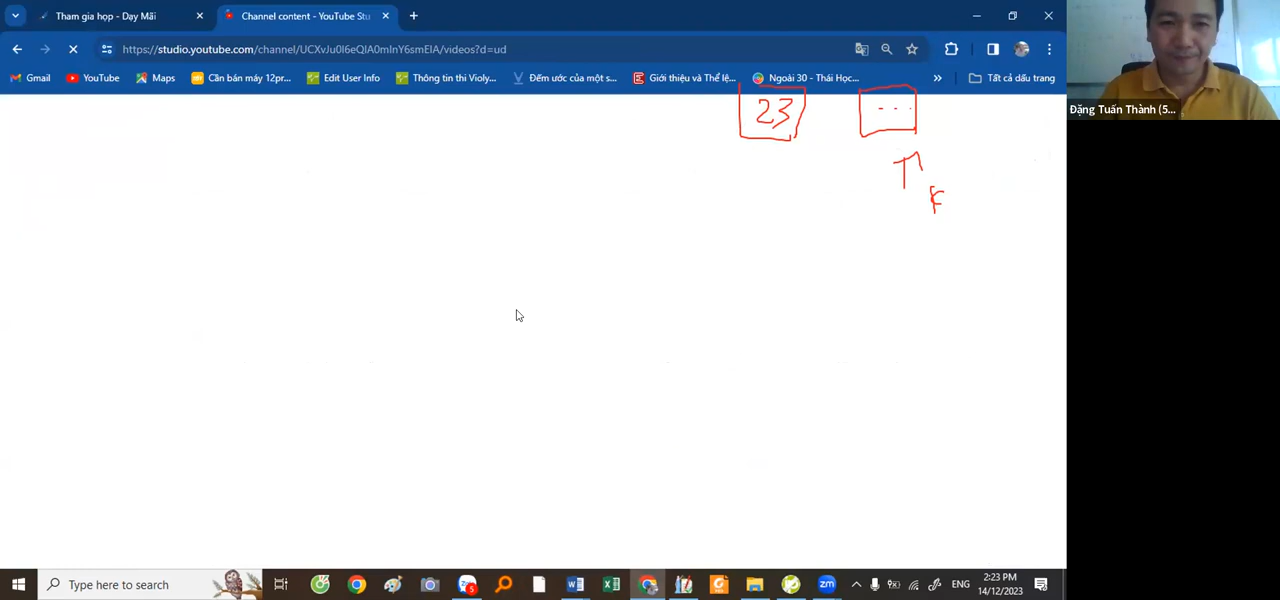 Tham gia họp - Dạy Mãi
Channel content - YouTube Stu
https://studio.youtube.com/channel/UCXvJu0I6eQIA0mInY6smEIA/videos?d=ud
Gmail
YouTube
Maps
Căn bán máy 12pr...
Edit User Info
Thông tin thi Violy...
Đếm ước của một s...
Giới thiệu và Thể lệ...
Ngoài 30 - Thái Học...
»
Tất cả dấu trang
Đặng Tuấn Thành (5...
23
...
Type here to search
5
ENG
2:23 PM
14/12/2023